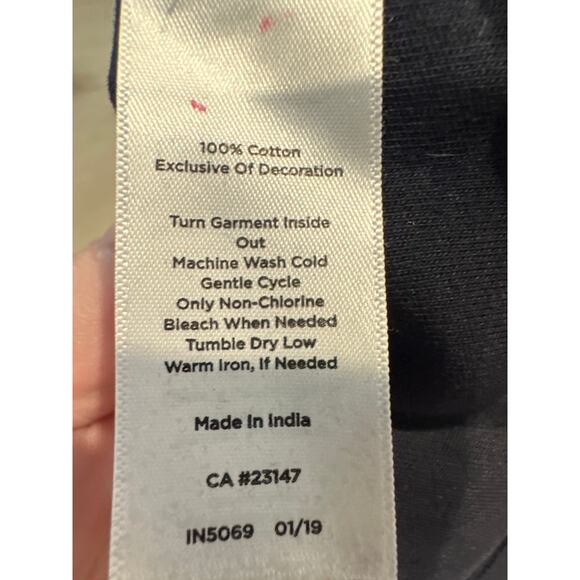 100% Cotton
Exclusive Of Decoration
Turn Garment Inside
Out
Machine Wash Cold
Gentle Cycle
Only Non-Chlorine
Bleach When Needed
Tumble Dry Low
Warm Iron, If Needed
Made In India
CA #23147
IN5069 01/19